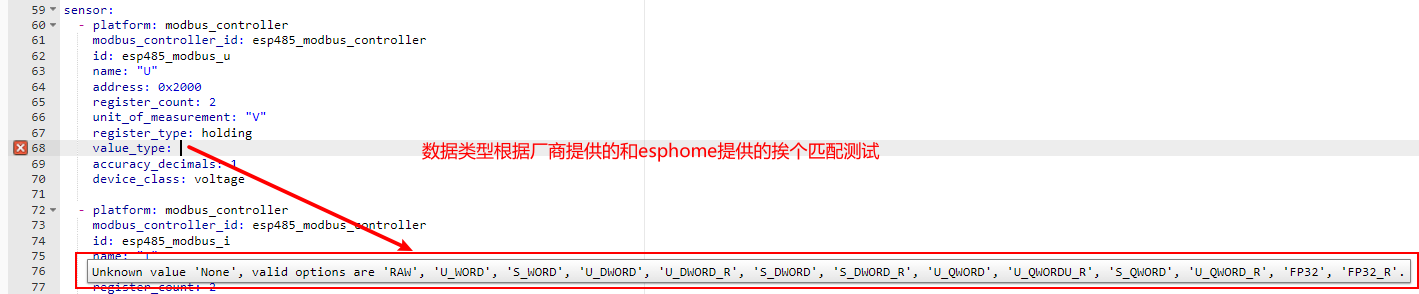 59 sensor:
60 - platform: modbus_controller
61 modbus_controller_id: esp485_modbus_controller
62 id: esp485_modbus_u
63 name: "U"
64 address: 0x2000
65 register_count: 2
66 unit_of_measurement: "V"
67 register_type: holding
68 value_type: 数据类型根据厂商提供的和esphome提供的挨个匹配测试
69 accuracy_decimals: 1
70 device_class: voltage
71
72 - platform: modbus_controller
73 modbus_controller_id: esp485_modbus_controller
74 id: esp485_modbus_i
75 name: "I"
76 Unknown value 'None', valid options are 'RAW', 'U_WORD', 'S_WORD', 'U_DWORD', 'U_DWORD_R', 'S_DWORD', 'S_DWORD_R', 'U_QWORD', 'U_QWORDU_R', 'S_QWORD', 'U_QWORD_R', 'FP32', 'FP32_R'.
77 register_count: 2